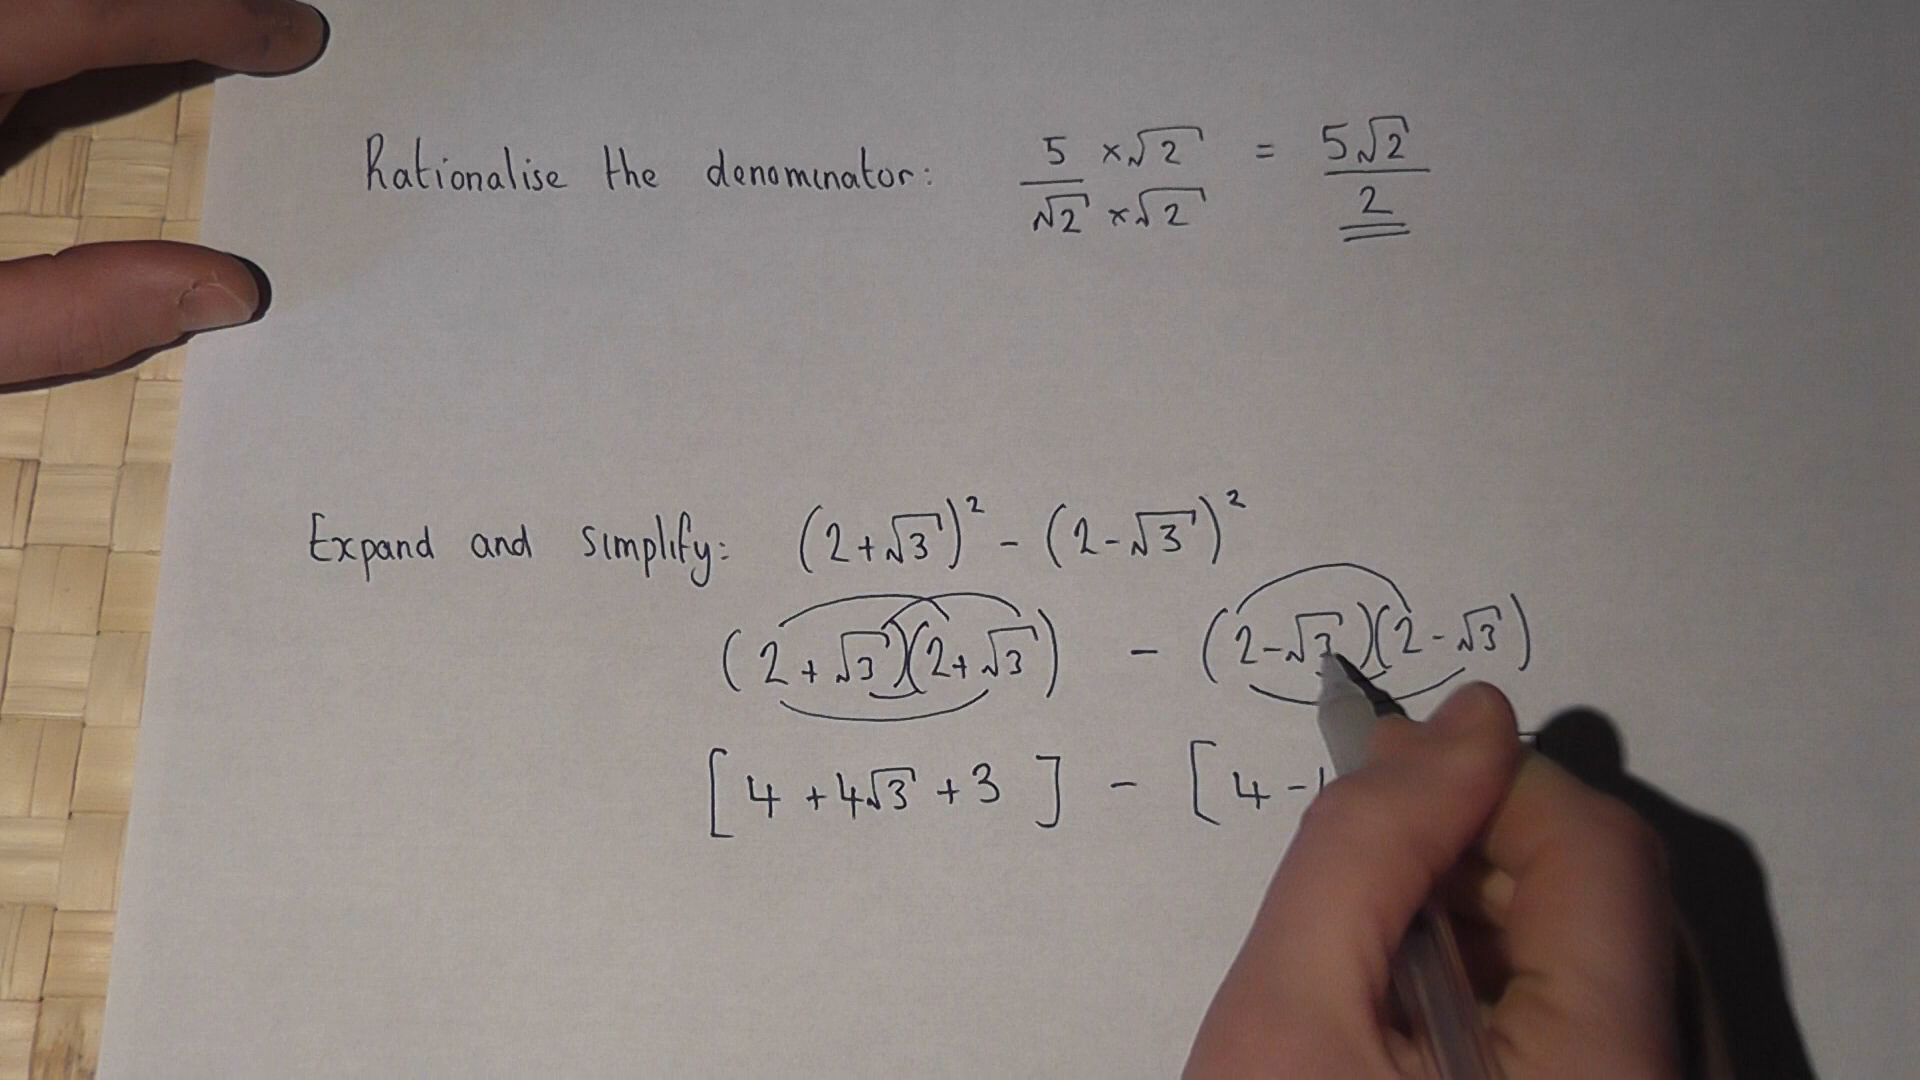 Rationalise the denominator: 5 ×√2 / √2 ×√2 = 5√2 / 2
Expand and simplify: (2+√3)² - (2-√3)²
(2+√3)(2+√3) - (2-√3)(2-√3)
[4 +4√3 +3] - [4 -